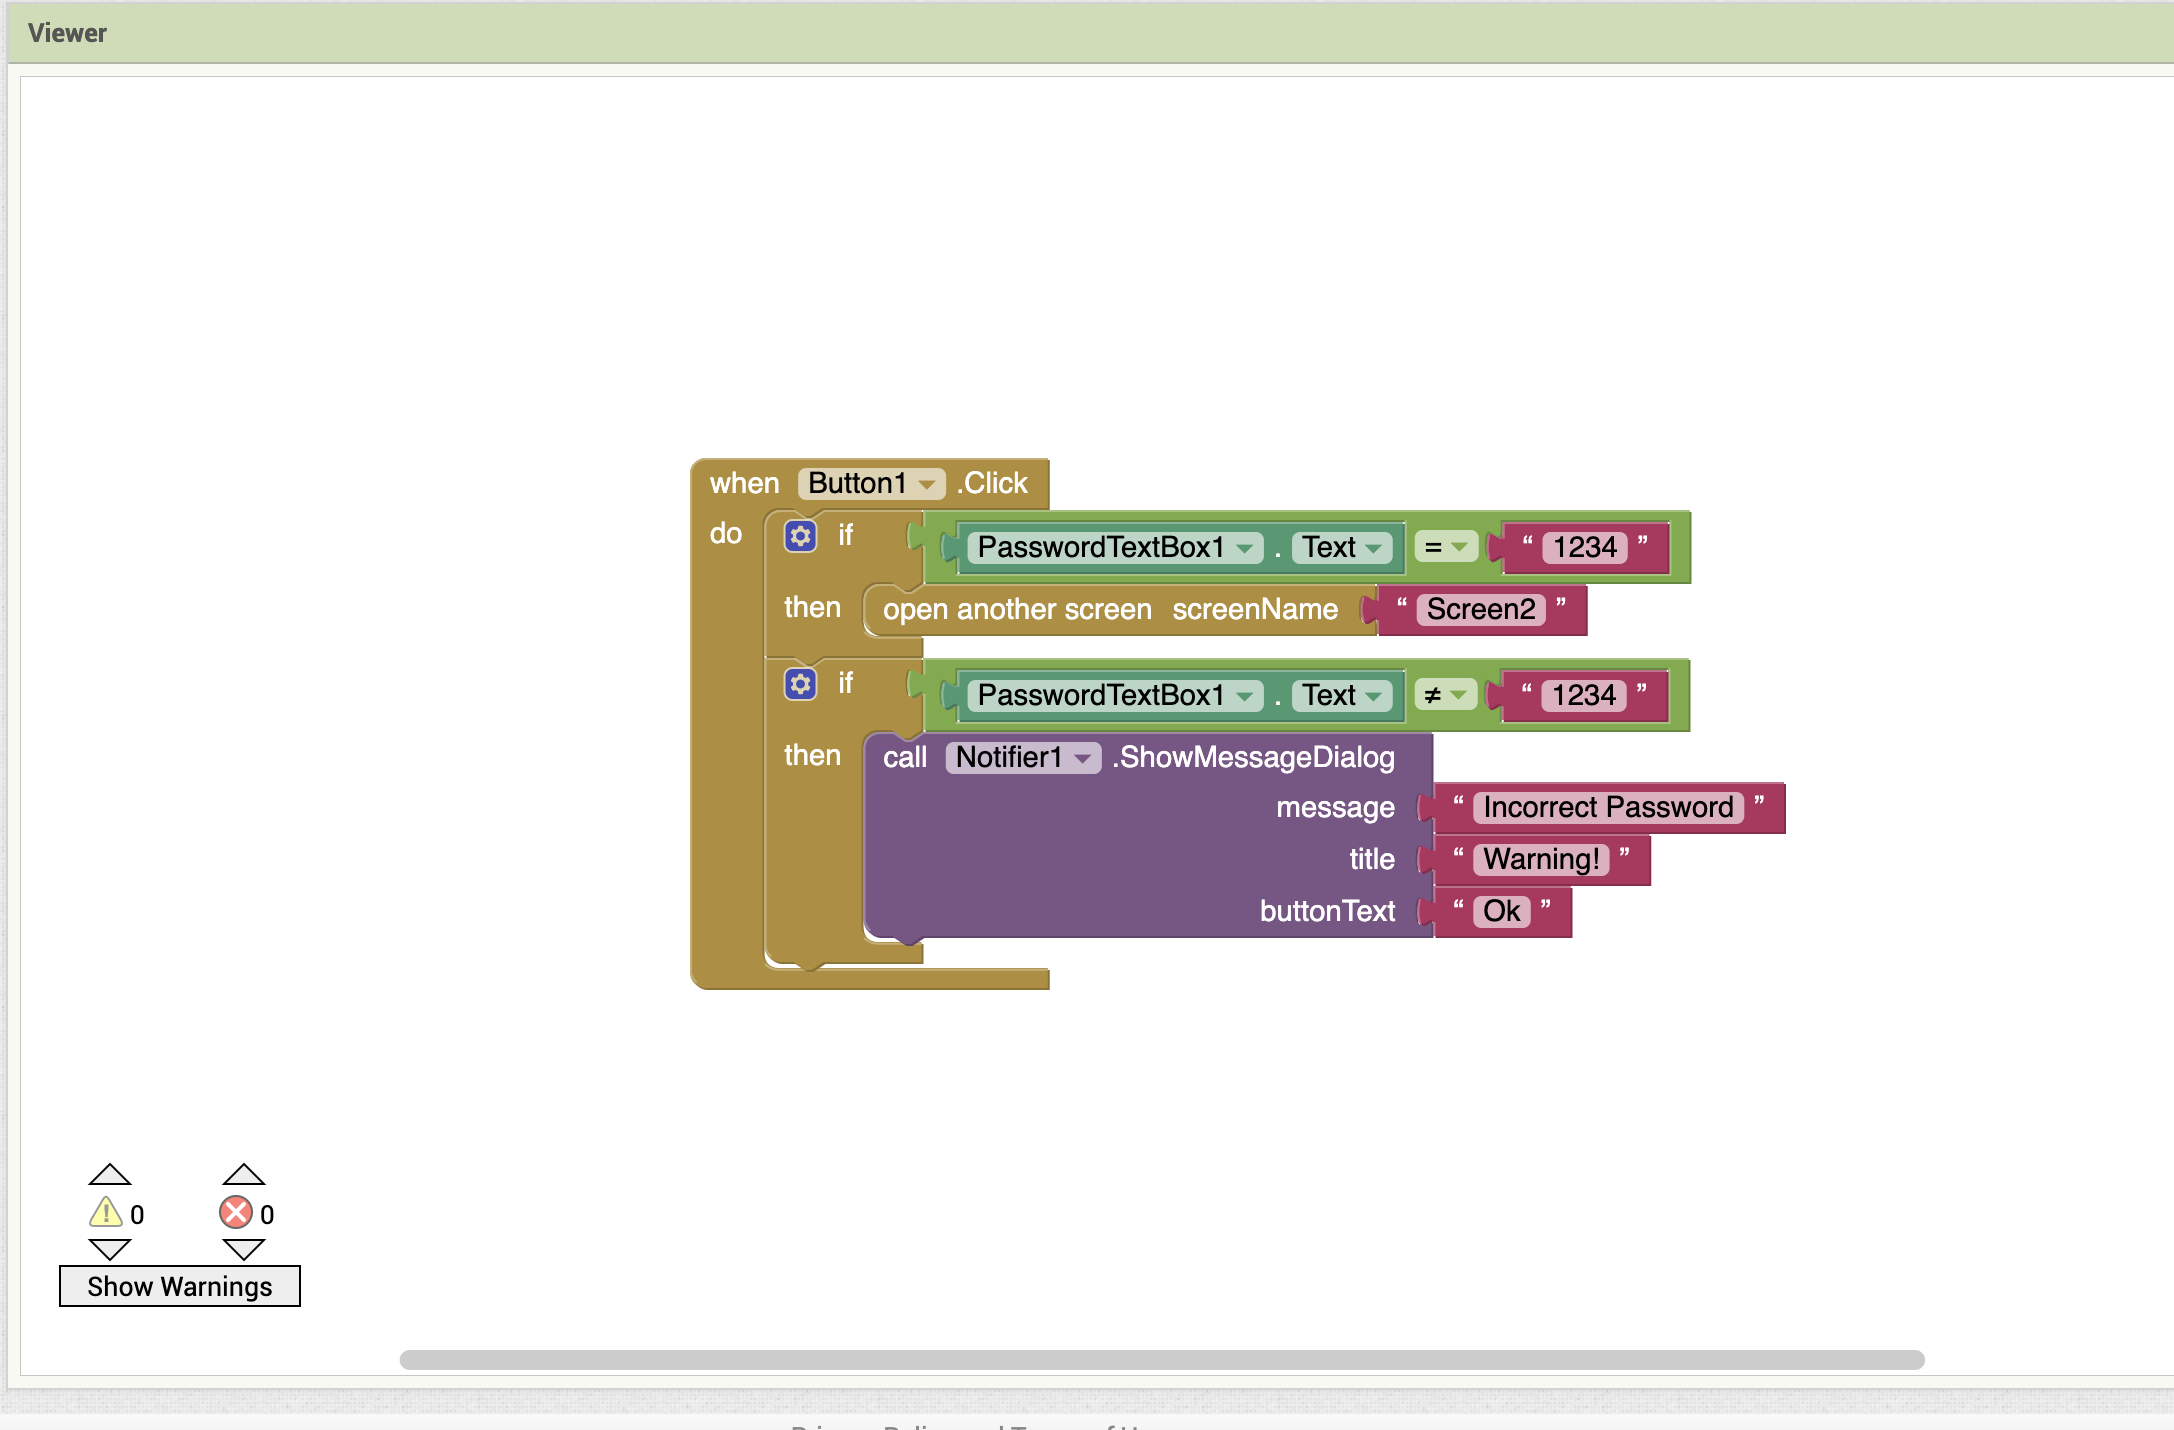 Viewer
when Button1 .Click
do if PasswordTextBox1 . Text = “ 1234 ”
then open another screen screenName “ Screen2 ”
if PasswordTextBox1 . Text ≠ “ 1234 ”
then call Notifier1 .ShowMessageDialog
message “ Incorrect Password ”
title “ Warning! ”
buttonText “ Ok ”
0 0
Show Warnings